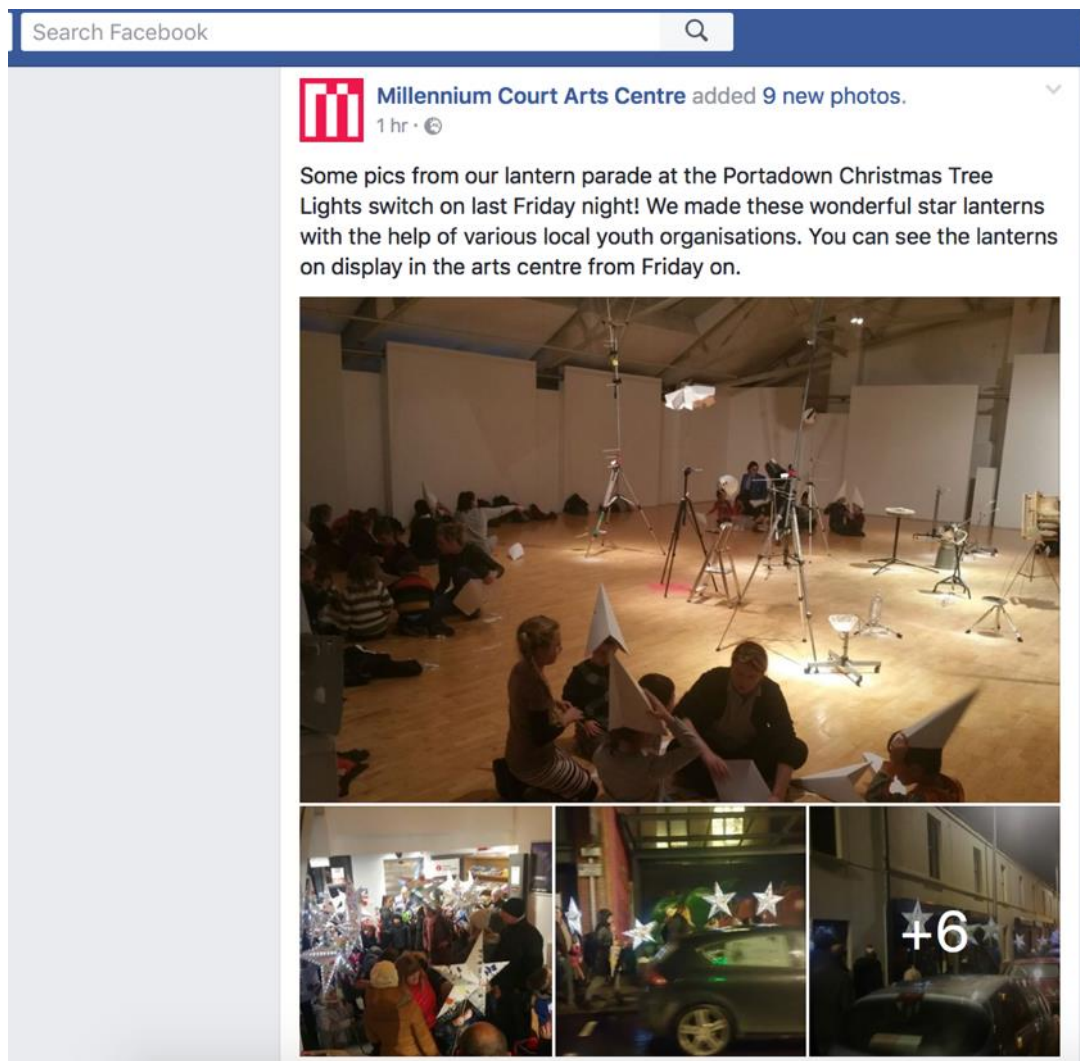 Search Facebook
Millennium Court Arts Centre added 9 new photos.
1 hr ·
Some pics from our lantern parade at the Portadown Christmas Tree
Lights switch on last Friday night! We made these wonderful star lanterns
with the help of various local youth organisations. You can see the lanterns
on display in the arts centre from Friday on.
+6